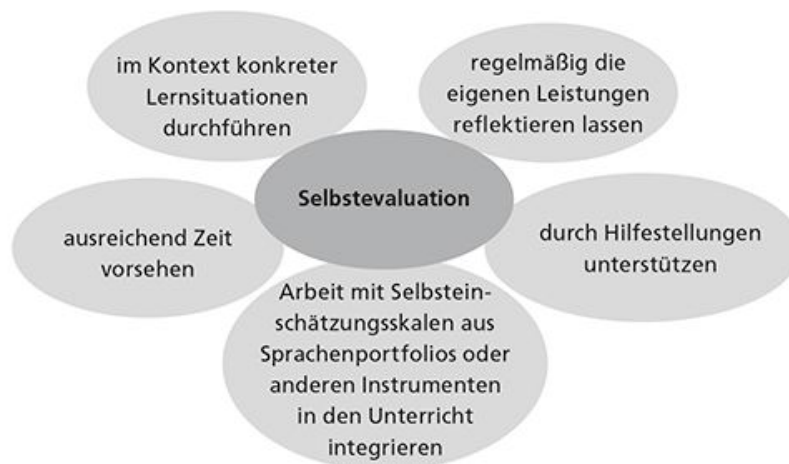 im Kontext konkreter
Lernsituationen
durchführen
regelmäßig die
eigenen Leistungen
reflektieren lassen
Selbstevaluation
ausreichend Zeit
vorsehen
durch Hilfestellungen
unterstützen
Arbeit mit Selbstein-
schätzungsskalen aus
Sprachenportfolios oder
anderen Instrumenten
in den Unterricht
integrieren